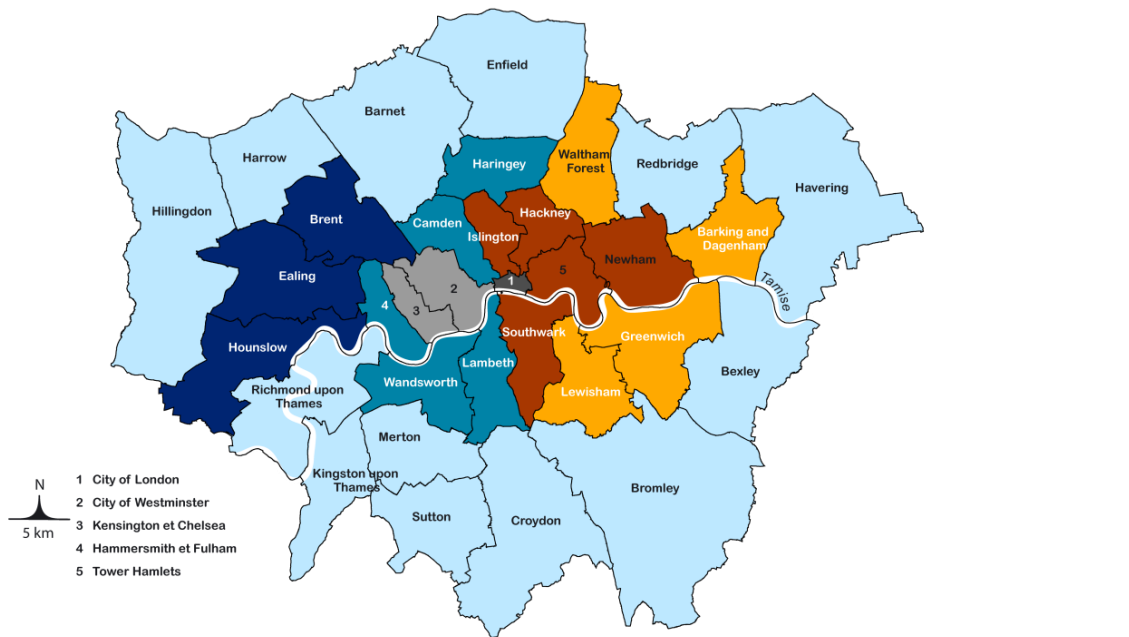 Enfield
Barnet
Harrow
Haringey
Waltham
Forest
Redbridge
Havering
Hillingdon
Brent
Camden
Hackney
Islington
Barking and
Dagenham
Newham
Ealing
1
2
3
4
5
Tamise
Hounslow
Southwark
Greenwich
Lambeth
Wandsworth
Lewisham
Bexley
Richmond upon
Thames
Merton
Kingston upon
Thames
Bromley
Sutton
Croydon
N
5 km
1 City of London
2 City of Westminster
3 Kensington et Chelsea
4 Hammersmith et Fulham
5 Tower Hamlets